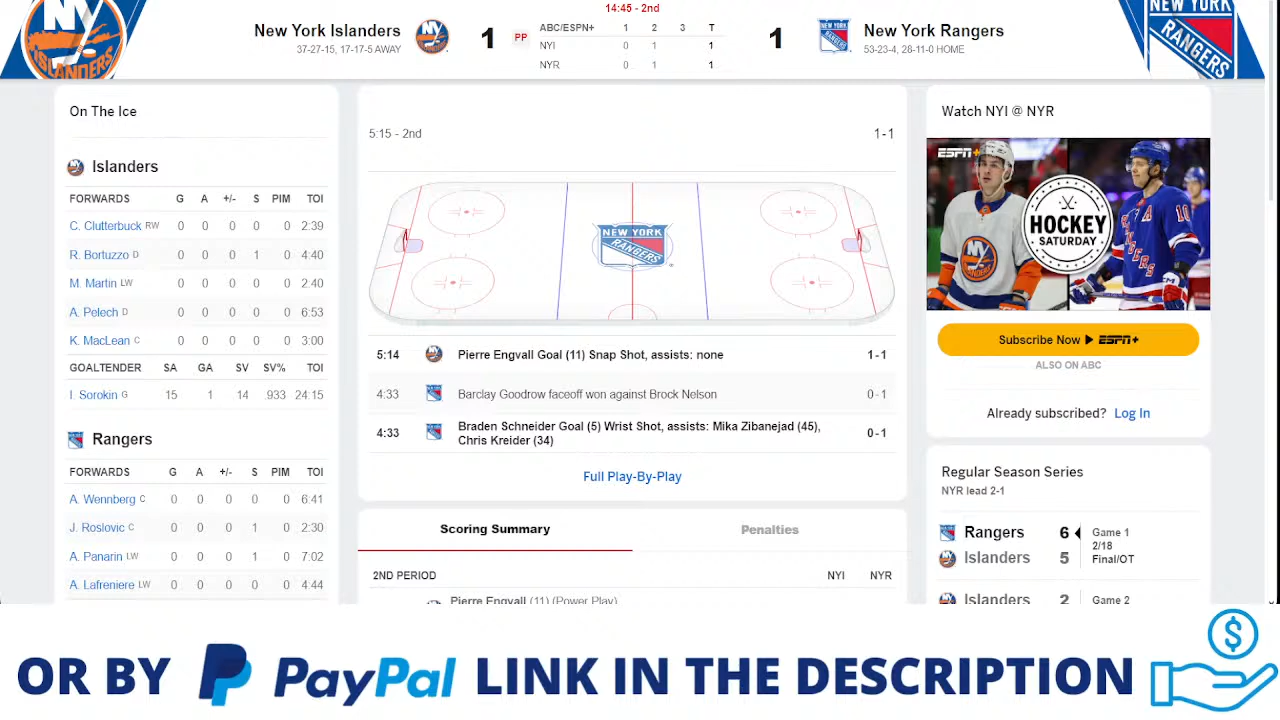 14:45 - 2nd
NY
ISLANDERS
New York Islanders
37-27-15, 17-17-5 AWAY
1
PP
ABC/ESPN+ 1 2 3 T
NYI 0 1 1
NYR 0 1 1
1
New York Rangers
53-23-4, 28-11-0 HOME
NEW YORK
RANGERS
On The Ice
Islanders
FORWARDS G A +/- S PIM TOI
C. Clutterbuck RW 0 0 0 0 0 2:39
R. Bortuzzo D 0 0 0 1 0 4:40
M. Martin LW 0 0 0 0 0 2:40
A. Pelech D 0 0 0 0 0 6:53
K. MacLean C 0 0 0 0 0 3:00
GOALTENDER SA GA SV SV% TOI
I. Sorokin G 15 1 14 .933 24:15
Rangers
FORWARDS G A +/- S PIM TOI
A. Wennberg C 0 0 0 0 0 6:41
J. Roslovic C 0 0 0 1 0 2:30
A. Panarin LW 0 0 0 1 0 7:02
A. Lafreniere LW 0 0 0 0 0 4:44
5:15 - 2nd 1-1
NEW YORK
RANGERS
5:14 Pierre Engvall Goal (11) Snap Shot, assists: none 1-1
4:33 Barclay Goodrow faceoff won against Brock Nelson 0-1
4:33 Braden Schneider Goal (5) Wrist Shot, assists: Mika Zibanejad (45),
Chris Kreider (34) 0-1
Full Play-By-Play
Scoring Summary Penalties
2ND PERIOD NYI NYR
Pierre Engvall (11) (Power Play)
Watch NYI @ NYR
ESPN+
HOCKEY
SATURDAY
A 10
RANGERS
Subscribe Now ESPN+
ALSO ON ABC
Already subscribed? Log In
Regular Season Series
NYR lead 2-1
Rangers 6 Game 1
2/18
Islanders 5 Final/OT
Islanders 2 Game 2
OR BY PayPal LINK IN THE DESCRIPTION
$